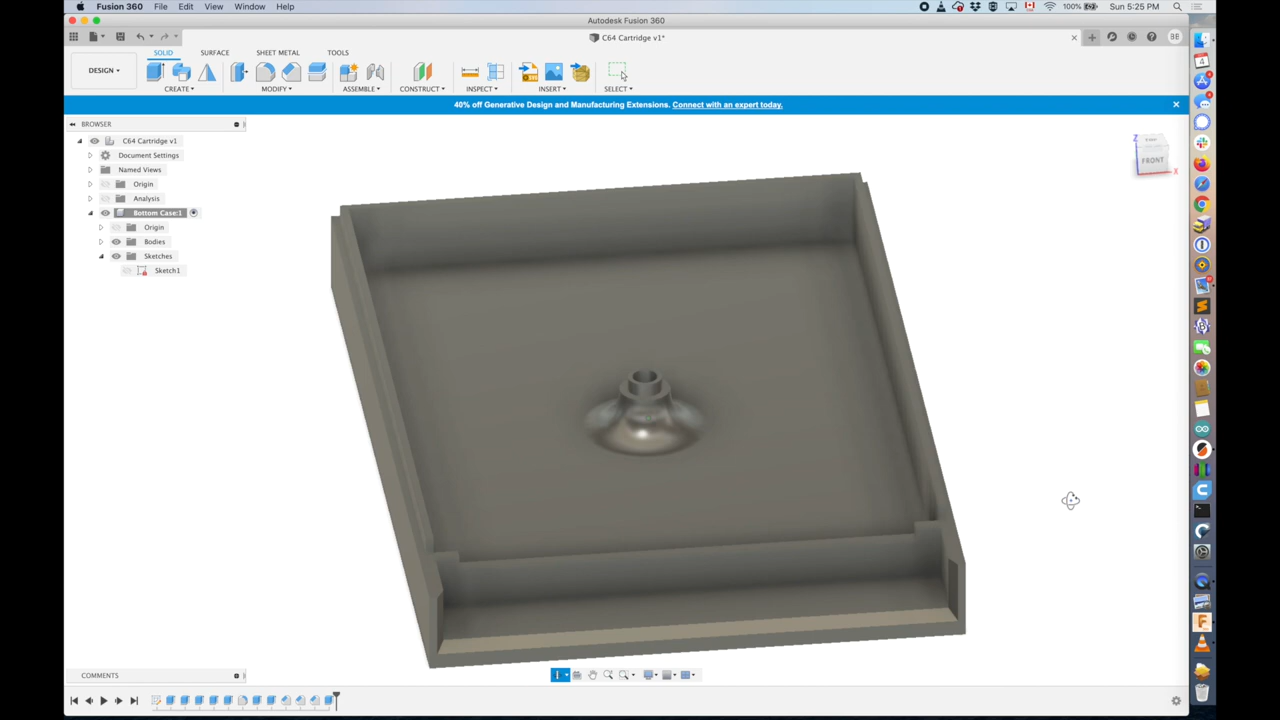 Fusion 360 File Edit View Window Help 100% Sun 5:25 PM
Autodesk Fusion 360
C64 Cartridge v1* BE
SOLID SURFACE SHEET METAL TOOLS
DESIGN
CREATE MODIFY ASSEMBLE CONSTRUCT INSPECT INSERT SELECT
40% off Generative Design and Manufacturing Extensions. Connect with an expert today.
BROWSER
C64 Cartridge v1
Document Settings
Named Views
Origin
Analysis
Bottom Case:1
Origin
Bodies
Sketches
Sketch1
Z
FRONT
X
COMMENTS